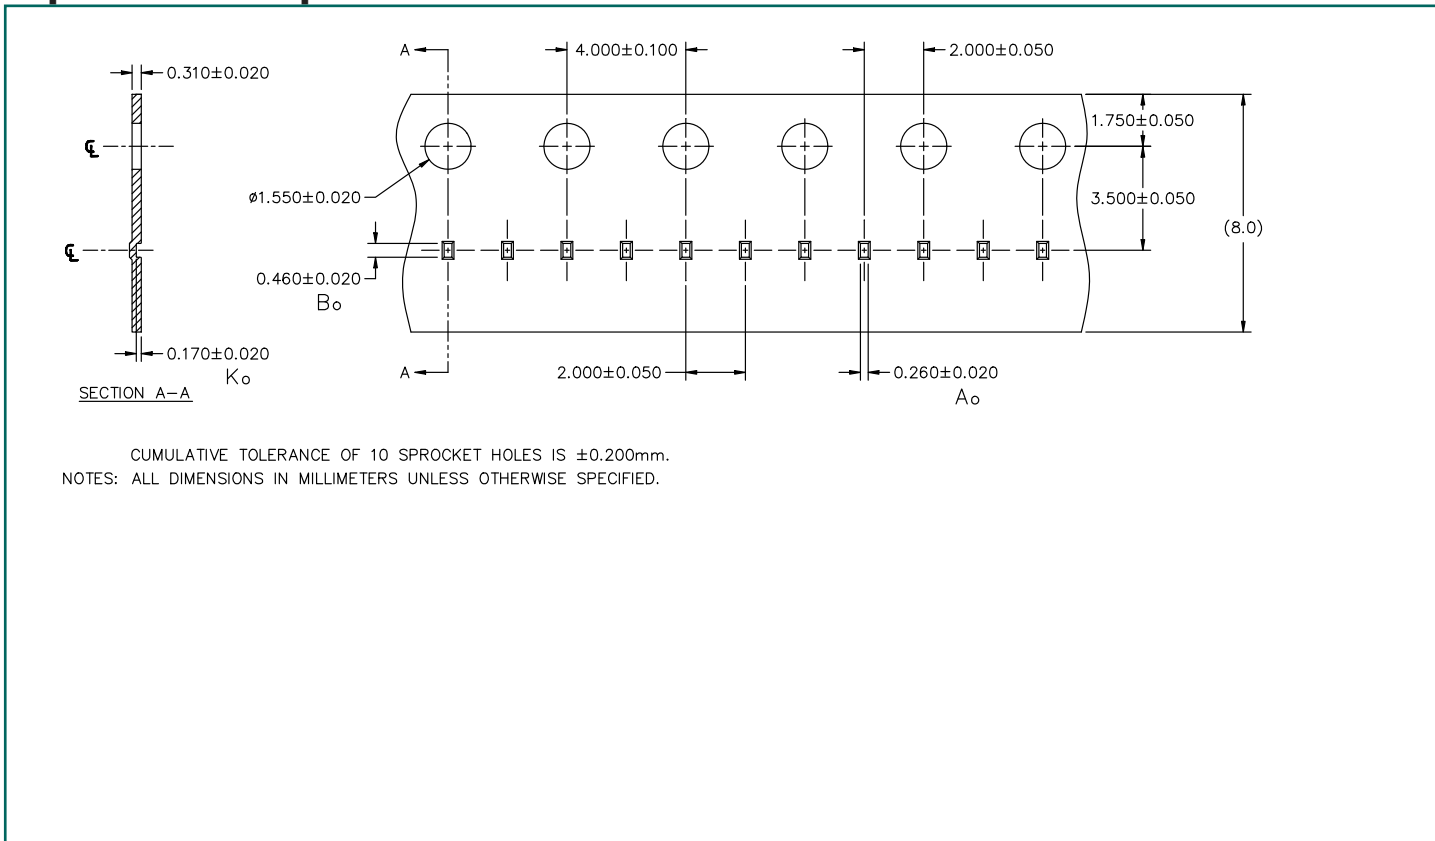 A
4.000±0.100
2.000±0.050
0.310±0.020
1.750±0.050
ø1.550±0.020
3.500±0.050
(8.0)
0.460±0.020
Bo
0.170±0.020
Ko
A
2.000±0.050
0.260±0.020
Ao
SECTION A-A
CUMULATIVE TOLERANCE OF 10 SPROCKET HOLES IS ±0.200mm.
NOTES: ALL DIMENSIONS IN MILLIMETERS UNLESS OTHERWISE SPECIFIED.